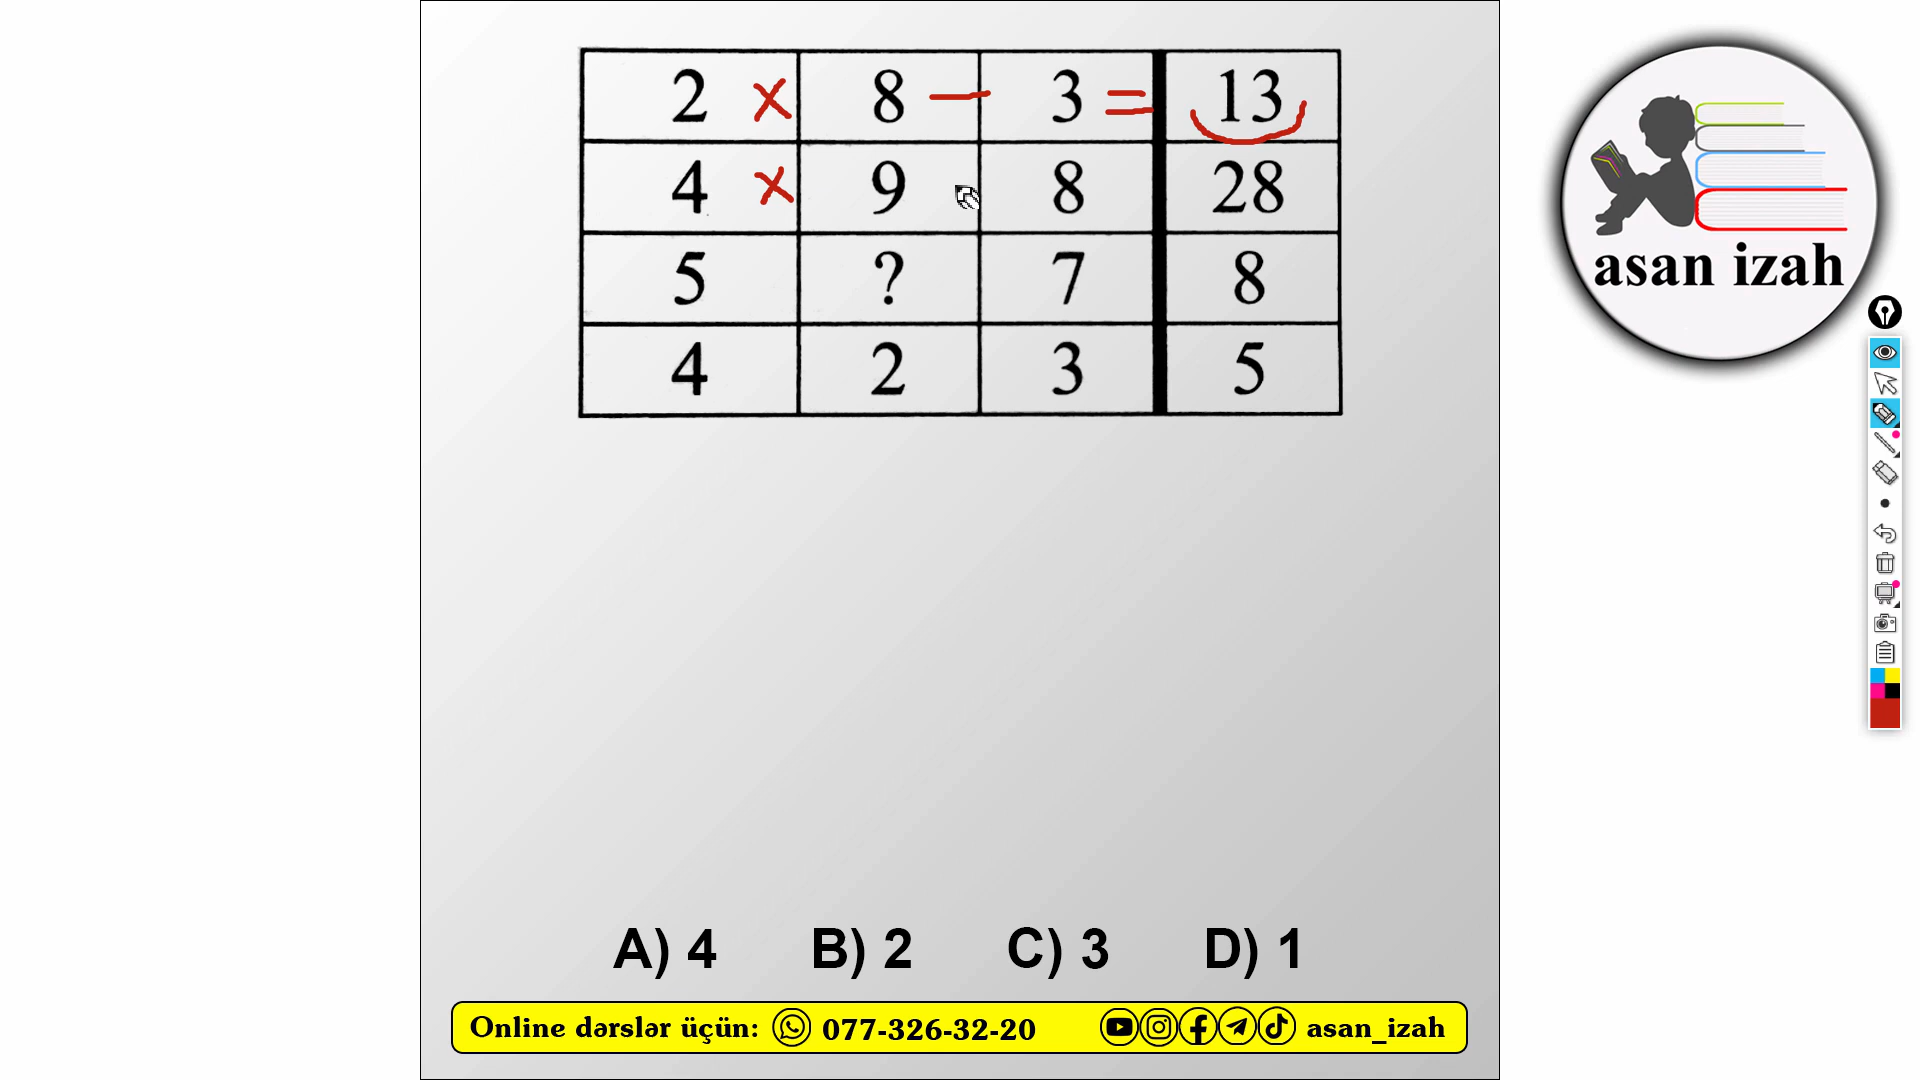 2 × 8 − 3 = 13
4 × 9 8 28
5 ? 7 8
4 2 3 5
asan izah
A) 4 B) 2 C) 3 D) 1
Online dərslər üçün: 077-326-32-20 asan_izah